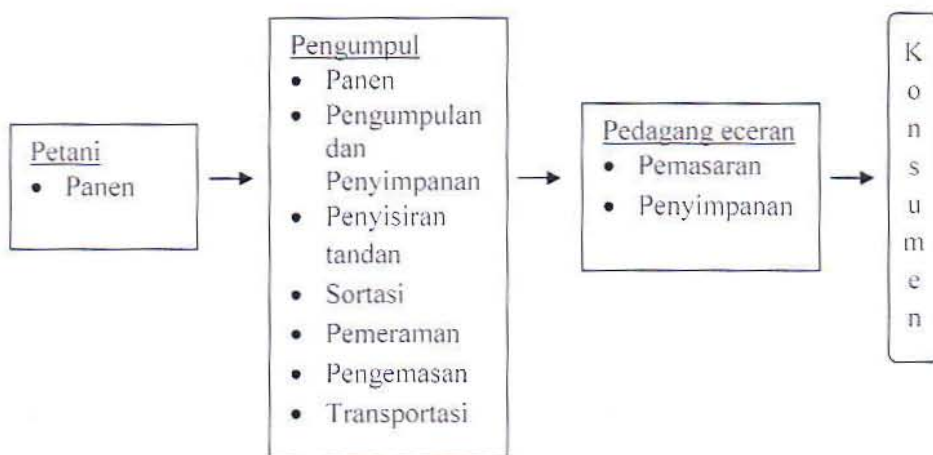 Petani
• Panen
Pengumpul
• Panen
• Pengumpulan
dan
Penyimpanan
• Penyisiran
tandan
• Sortasi
• Pemeraman
• Pengemasan
• Transportasi
Pedagang eceran
• Pemasaran
• Penyimpanan
K
o
n
s
u
m
e
n